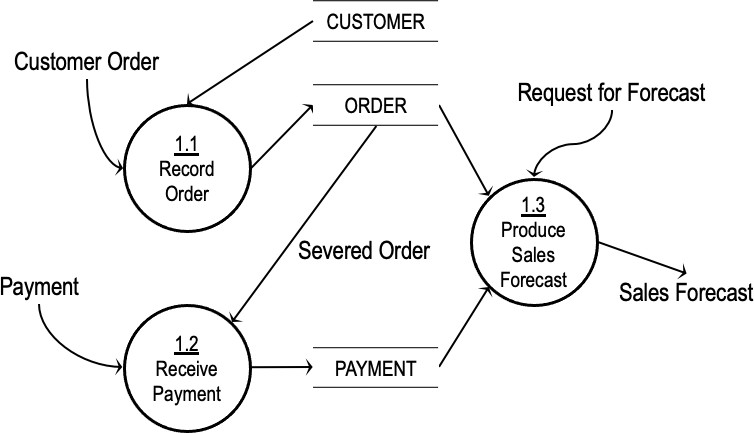 CUSTOMER
Customer Order
ORDER
Request for Forecast
1.1
Record
Order
1.3
Produce
Sales
Forecast
Severed Order
Sales Forecast
Payment
1.2
Receive
Payment
PAYMENT